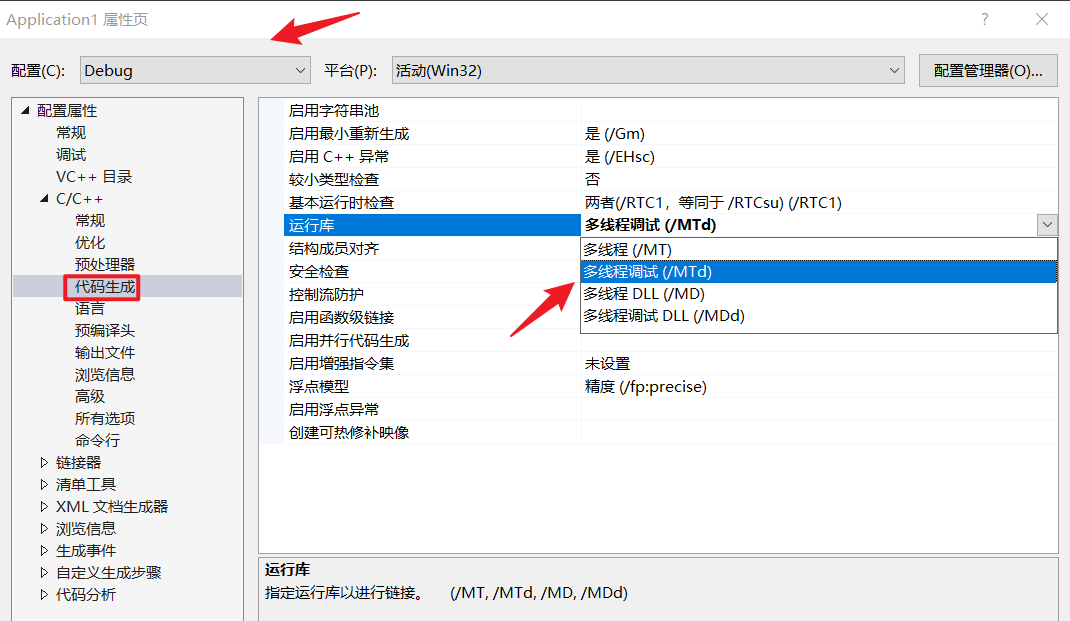 Application1 属性页
配置(C): Debug 平台(P): 活动(Win32) 配置管理器(O)...
配置属性
常规
调试
VC++ 目录
C/C++
常规
优化
预处理器
代码生成
语言
预编译头
输出文件
浏览信息
高级
所有选项
命令行
链接器
清单工具
XML 文档生成器
浏览信息
生成事件
自定义生成步骤
代码分析
启用字符串池
启用最小重新生成 是 (/Gm)
启用 C++ 异常 是 (/EHsc)
较小类型检查 否
基本运行时检查 两者(/RTC1，等同于 /RTCsu) (/RTC1)
运行库 多线程调试 (/MTd)
结构成员对齐 多线程 (/MT)
安全检查 多线程调试 (/MTd)
控制流防护 多线程 DLL (/MD)
启用函数级链接 多线程调试 DLL (/MDd)
启用并行代码生成
启用增强指令集 未设置
浮点模型 精度 (/fp:precise)
启用浮点异常
创建可热修补映像
运行库
指定运行库以进行链接。 (/MT, /MTd, /MD, /MDd)